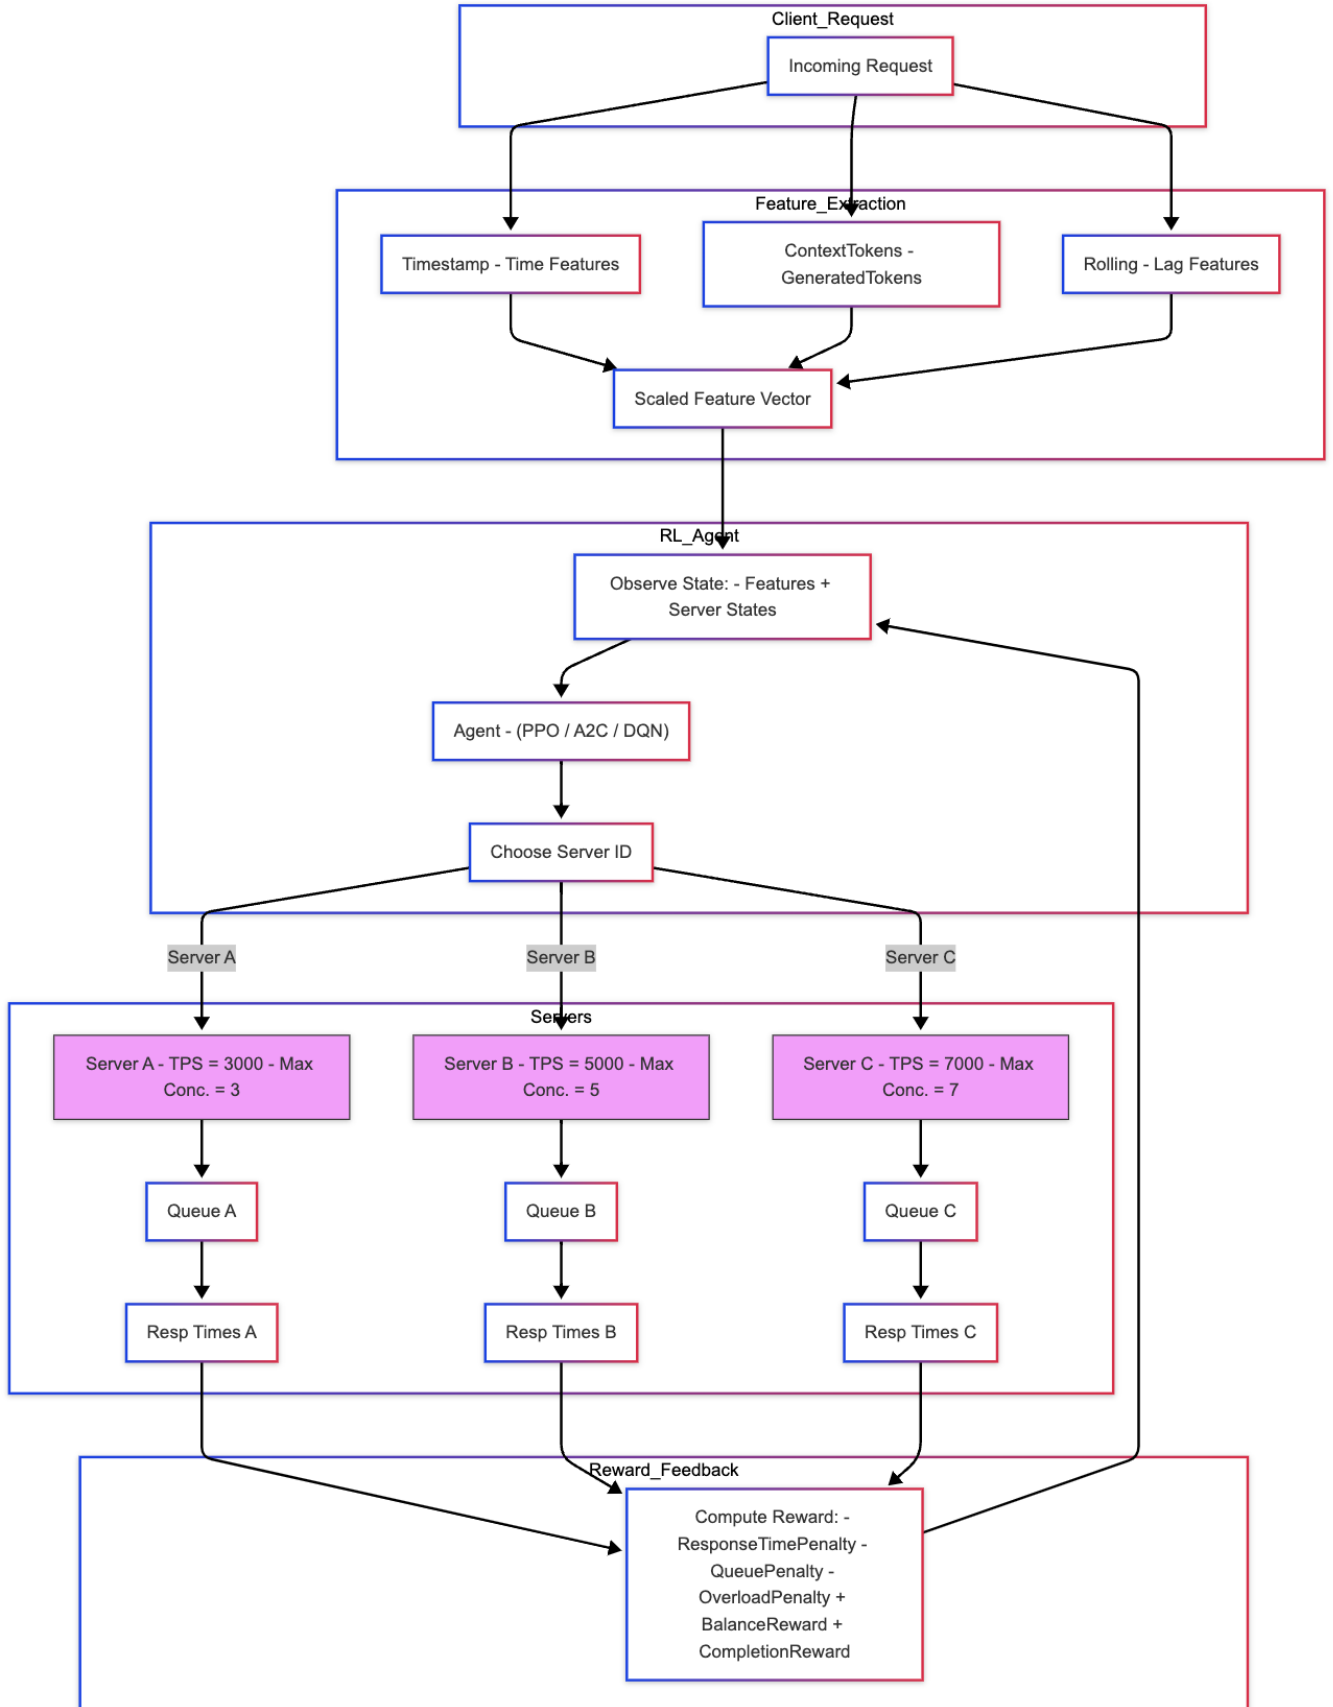 Client_Request
Incoming Request
Feature_Extraction
Timestamp - Time Features
ContextTokens -
GeneratedTokens
Rolling - Lag Features
Scaled Feature Vector
RL_Agent
Observe State: - Features +
Server States
Agent - (PPO / A2C / DQN)
Choose Server ID
Server A
Server B
Server C
Servers
Server A - TPS = 3000 - Max
Conc. = 3
Server B - TPS = 5000 - Max
Conc. = 5
Server C - TPS = 7000 - Max
Conc. = 7
Queue A
Queue B
Queue C
Resp Times A
Resp Times B
Resp Times C
Reward_Feedback
Compute Reward: -
ResponseTimePenalty -
QueuePenalty -
OverloadPenalty +
BalanceReward +
CompletionReward